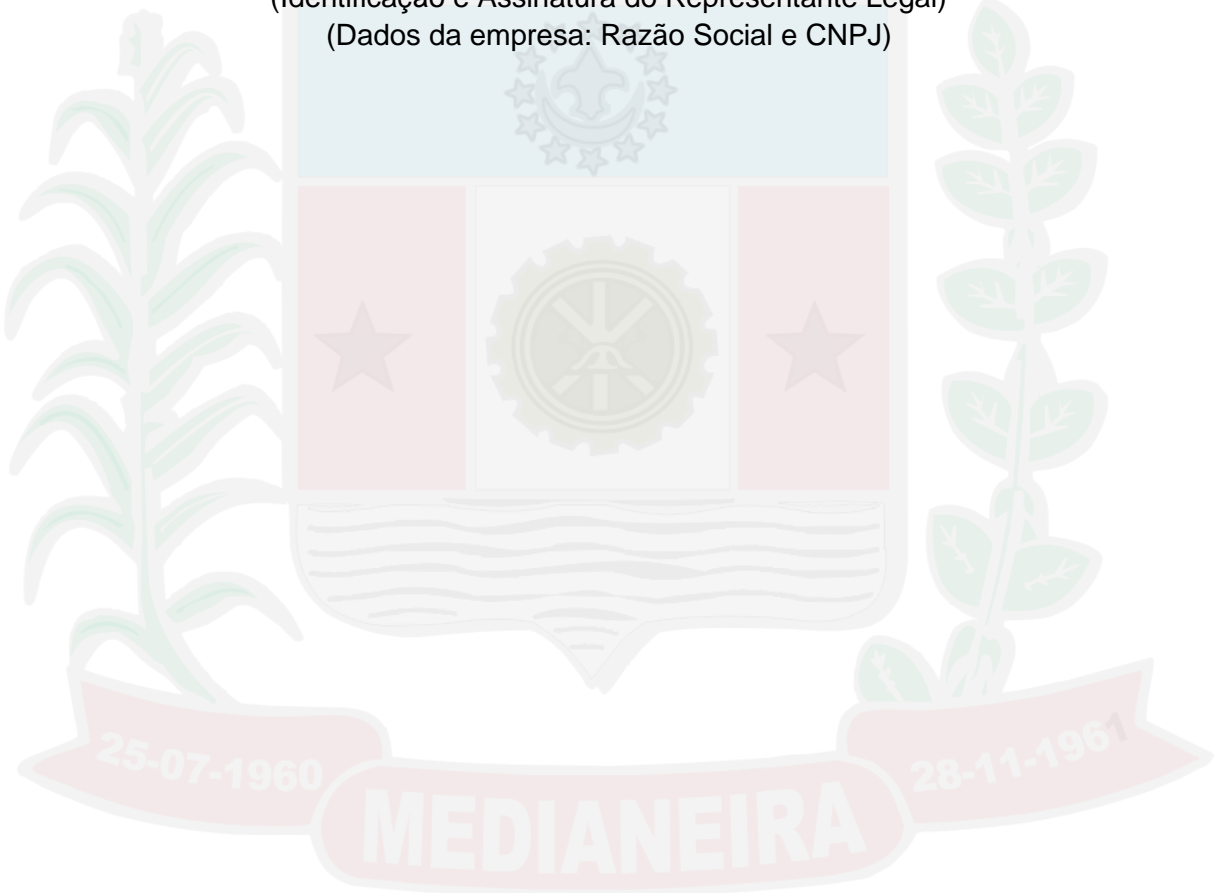 (Identificação e Assinatura do Representante Legal)
(Dados da empresa: Razão Social e CNPJ)
25-07-1960
28-11-1961
MEDIANEIRA